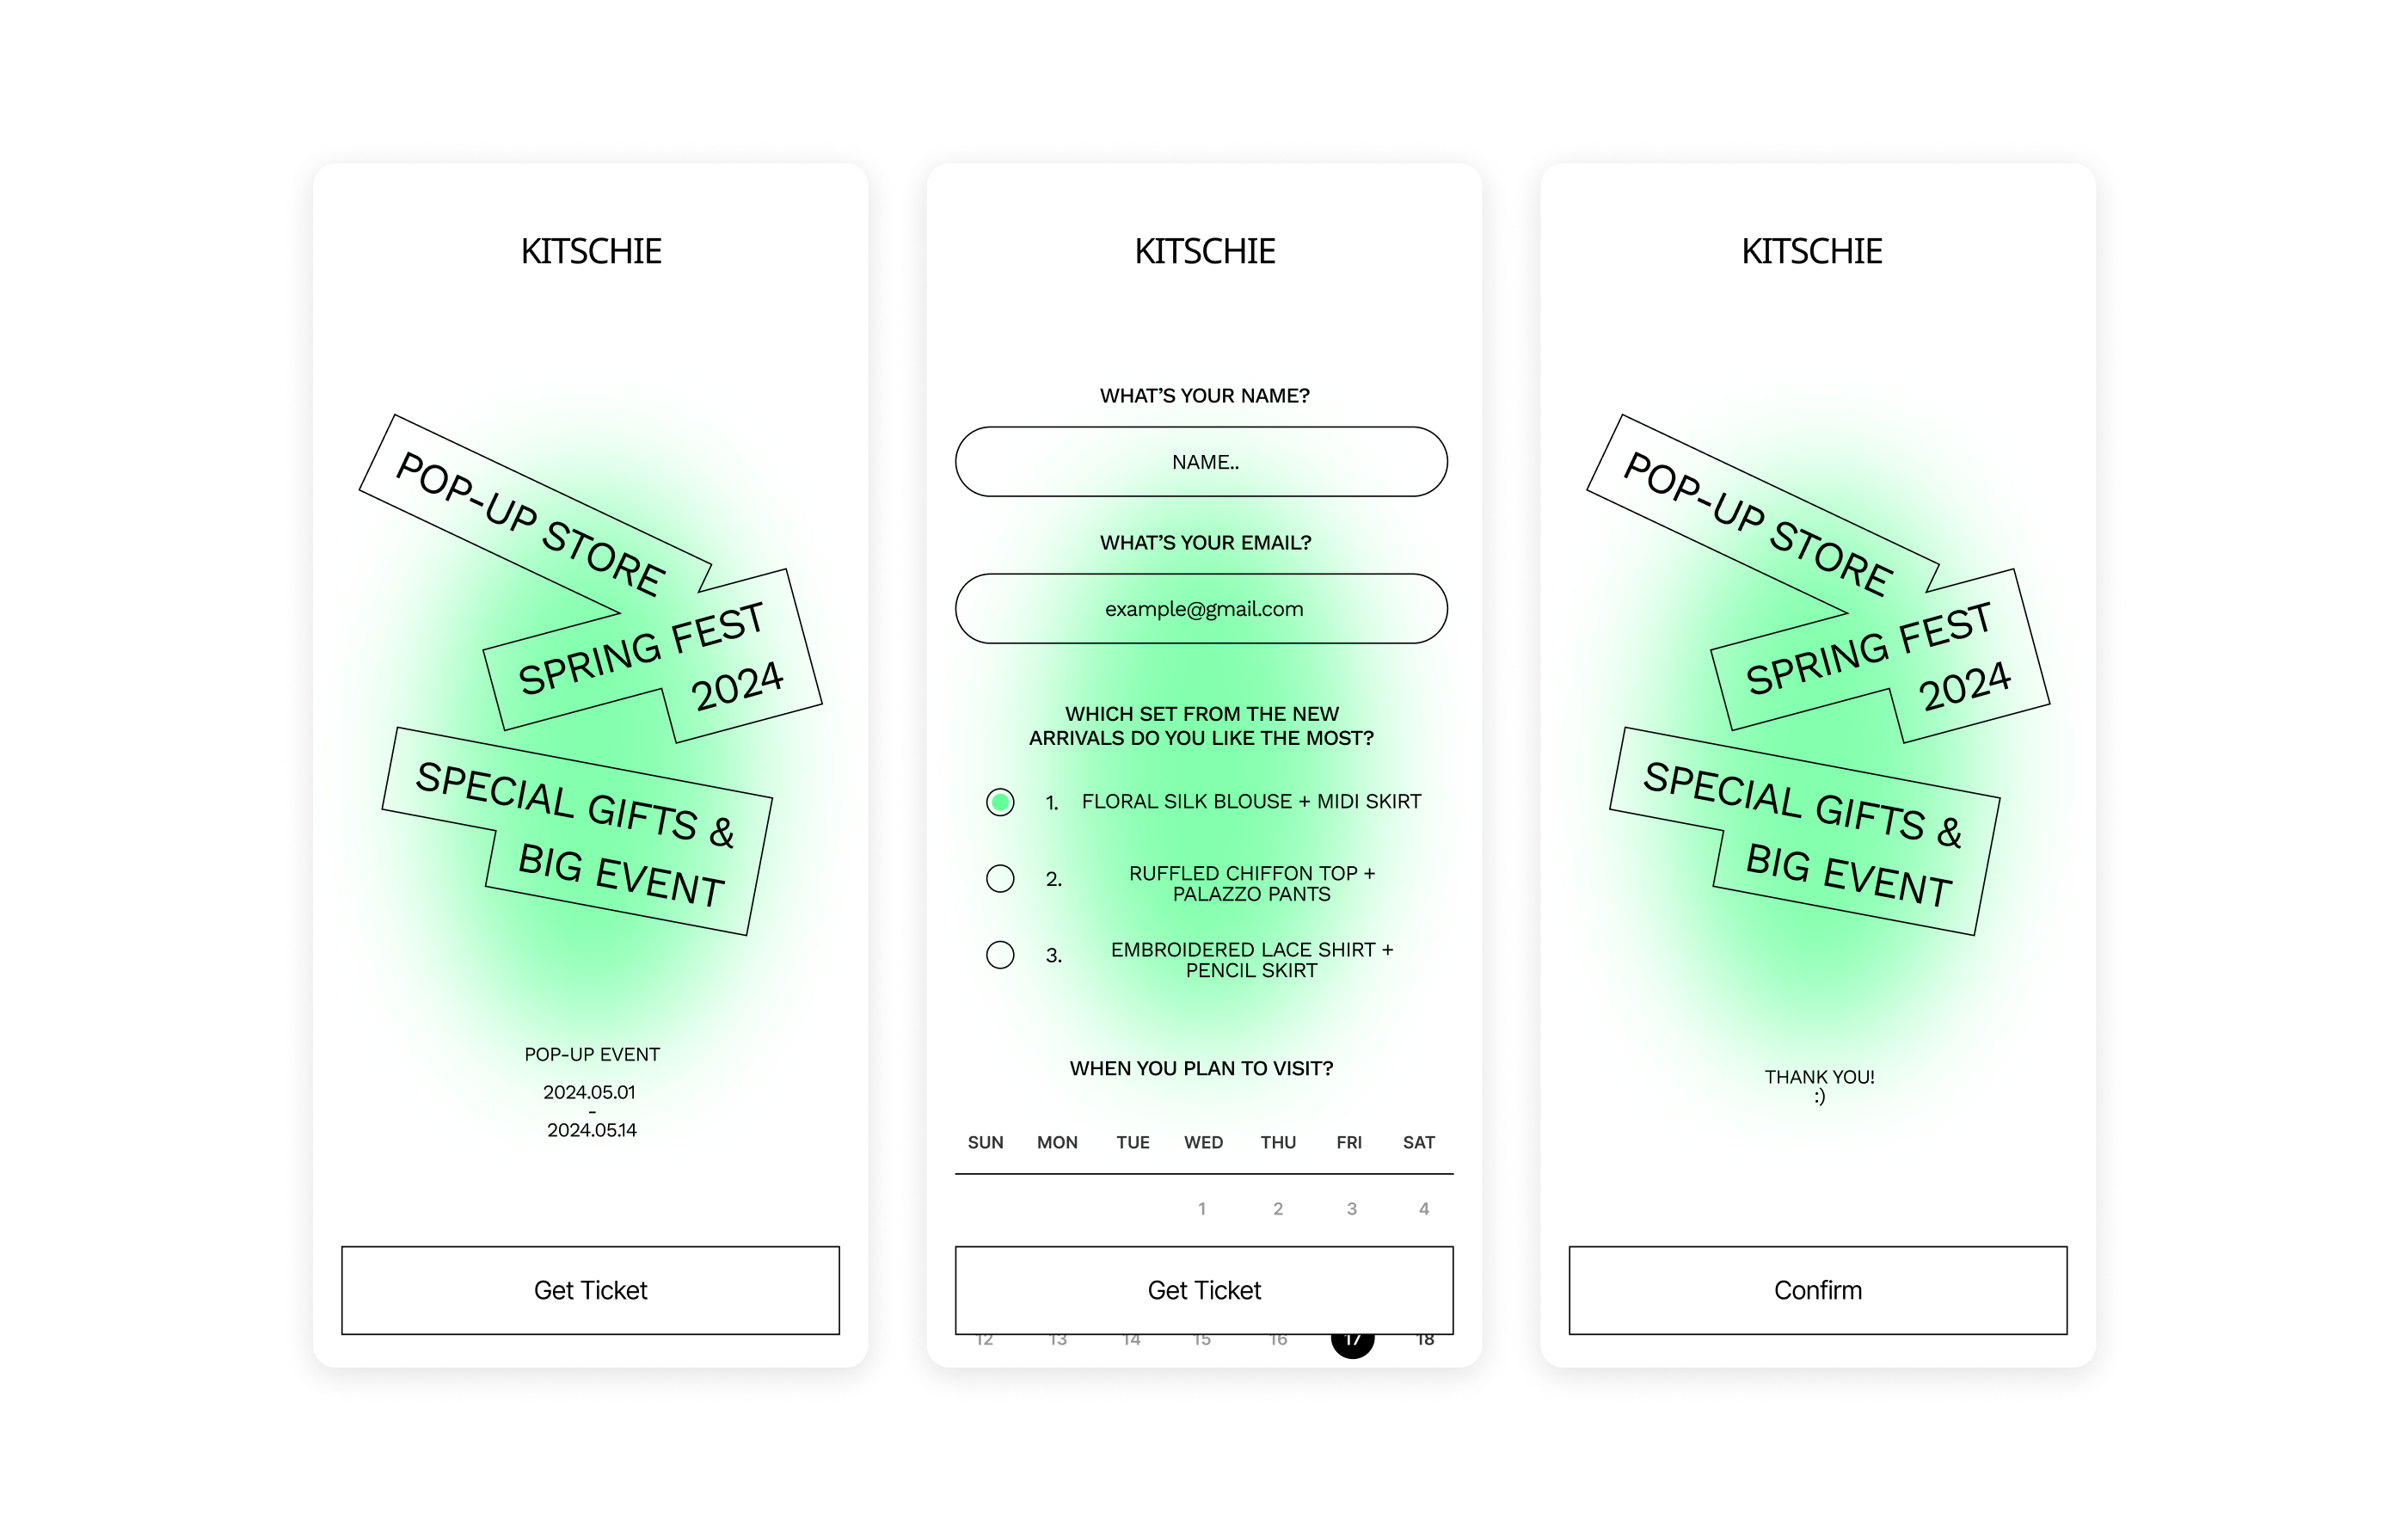 KITSCHIE
POP-UP STORE
SPRING FEST
2024
SPECIAL GIFTS &
BIG EVENT
POP-UP EVENT
2024.05.01
-
2024.05.14
Get Ticket
KITSCHIE
WHAT'S YOUR NAME?
NAME..
WHAT'S YOUR EMAIL?
example@gmail.com
WHICH SET FROM THE NEW
ARRIVALS DO YOU LIKE THE MOST?
1. FLORAL SILK BLOUSE + MIDI SKIRT
2. RUFFLED CHIFFON TOP +
PALAZZO PANTS
3. EMBROIDERED LACE SHIRT +
PENCIL SKIRT
WHEN YOU PLAN TO VISIT?
SUN MON TUE WED THU FRI SAT
1 2 3 4
Get Ticket
12 13 14 15 16 17 18
KITSCHIE
POP-UP STORE
SPRING FEST
2024
SPECIAL GIFTS &
BIG EVENT
THANK YOU!
:)
Confirm